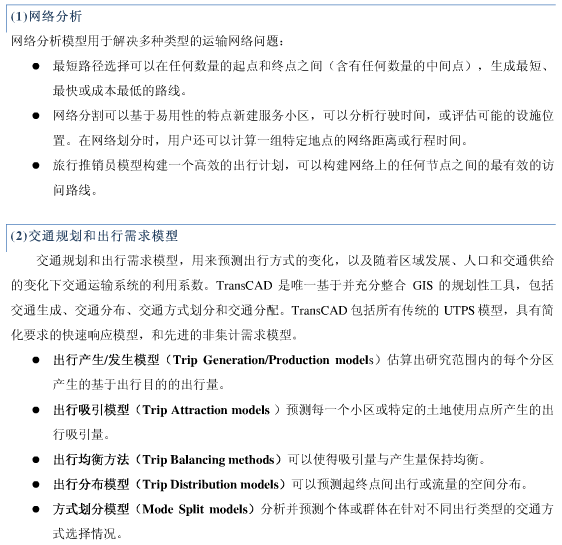 (1)网络分析
网络分析模型用于解决多种类型的运输网络问题：
● 最短路径选择可以在任何数量的起点和终点之间（含有任何数量的中间点），生成最短、
最快或成本最低的路线。
● 网络分割可以基于易用性的特点新建服务小区，可以分析行驶时间，或评估可能的设施位
置。在网络划分时，用户还可以计算一组特定地点的网络距离或行程时间。
● 旅行推销员模型构建一个高效的出行计划，可以构建网络上的任何节点之间的最有效的访
问路线。
(2)交通规划和出行需求模型
交通规划和出行需求模型，用来预测出行方式的变化，以及随着区域发展、人口和交通供给
的变化下交通运输系统的利用系数。TransCAD 是唯一基于并充分整合 GIS 的规划性工具，包括
交通生成、交通分布、交通方式划分和交通分配。TransCAD 包括所有传统的 UTPS 模型，具有简
化要求的快速响应模型，和先进的非集计需求模型。
● 出行产生/发生模型（Trip Generation/Production models）估算出研究范围内的每个分区
产生的基于出行目的的出行量。
● 出行吸引模型（Trip Attraction models ）预测每一个小区或特定的土地使用点所产生的出
行吸引量。
● 出行均衡方法（Trip Balancing methods）可以使得吸引量与产生量保持均衡。
● 出行分布模型（Trip Distribution models）可以预测起终点间出行或流量的空间分布。
● 方式划分模型（Mode Split models）分析并预测个体或群体在针对不同出行类型的交通方
式选择情况。